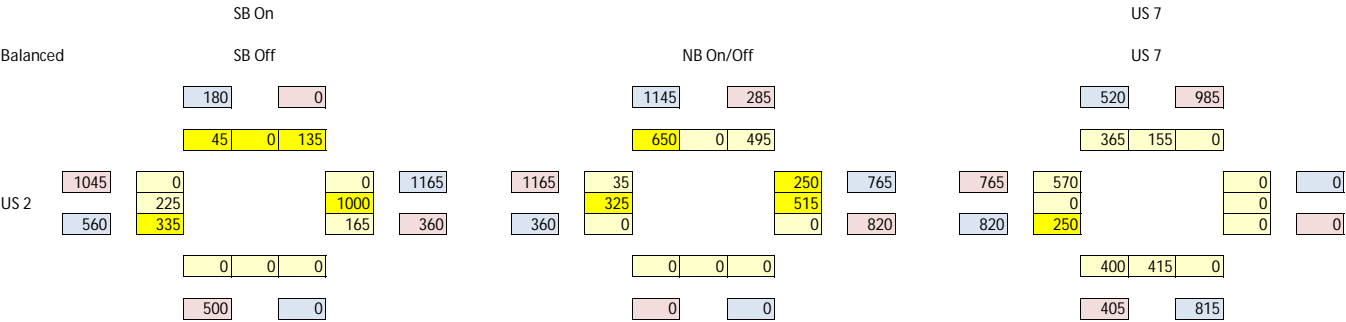 SB On US 7
Balanced SB Off NB On/Off US 7
180 0 1145 285 520 985
45 0 135 650 0 495 365 155 0
1045 0 0 1165 1165 35 250 765 765 570 0 0
US 2 225 1000 325 515 0 0
560 335 165 360 360 0 0 820 820 250 0 0
0 0 0 0 0 0 400 415 0
500 0 0 0 405 815